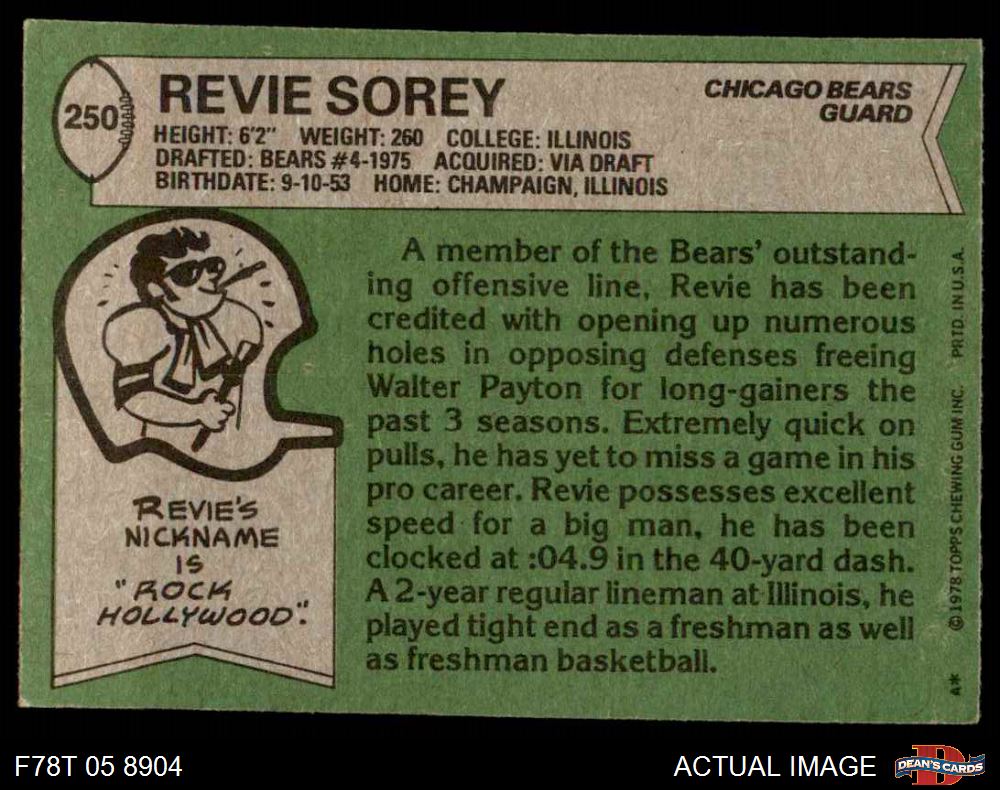 250
REVIE SOREY
CHICAGO BEARS
GUARD
HEIGHT: 6'2" WEIGHT: 260 COLLEGE: ILLINOIS
DRAFTED: BEARS #4-1975 ACQUIRED: VIA DRAFT
BIRTHDATE: 9-10-53 HOME: CHAMPAIGN, ILLINOIS
REVIE'S
NICKNAME
IS
"ROCK
HOLLYWOOD".
A member of the Bears' outstand-
ing offensive line, Revie has been
credited with opening up numerous
holes in opposing defenses freeing
Walter Payton for long-gainers the
past 3 seasons. Extremely quick on
pulls, he has yet to miss a game in his
pro career. Revie possesses excellent
speed for a big man, he has been
clocked at :04.9 in the 40-yard dash.
A 2-year regular lineman at Illinois, he
played tight end as a freshman as well
as freshman basketball.
A* ©1978 TOPPS CHEWING GUM INC. PRTD. IN U.S.A.
F78T 05 8904
ACTUAL IMAGE
D
DEAN'S CARDS